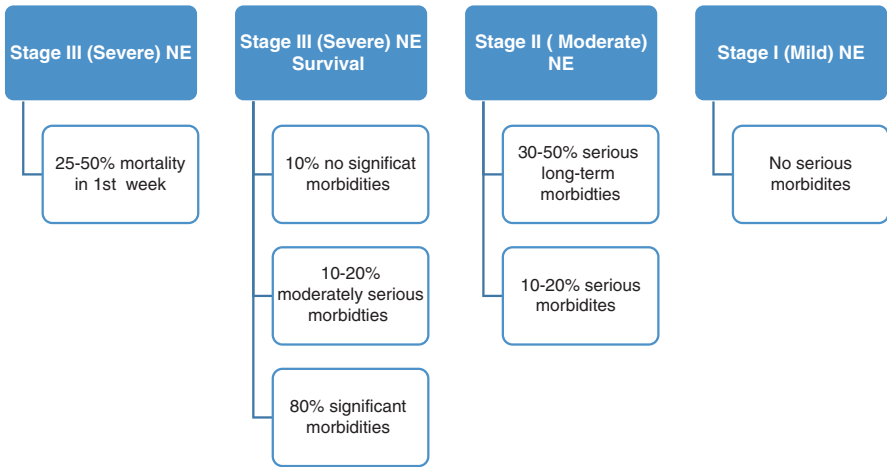 Stage III (Severe) NE
25-50% mortality
in 1st week
Stage III (Severe) NE
Survival
10% no significat
morbidities
10-20%
moderately serious
morbidties
80% significant
morbidities
Stage II ( Moderate)
NE
30-50% serious
long-term
morbidties
10-20% serious
morbidites
Stage I (Mild) NE
No serious
morbidites